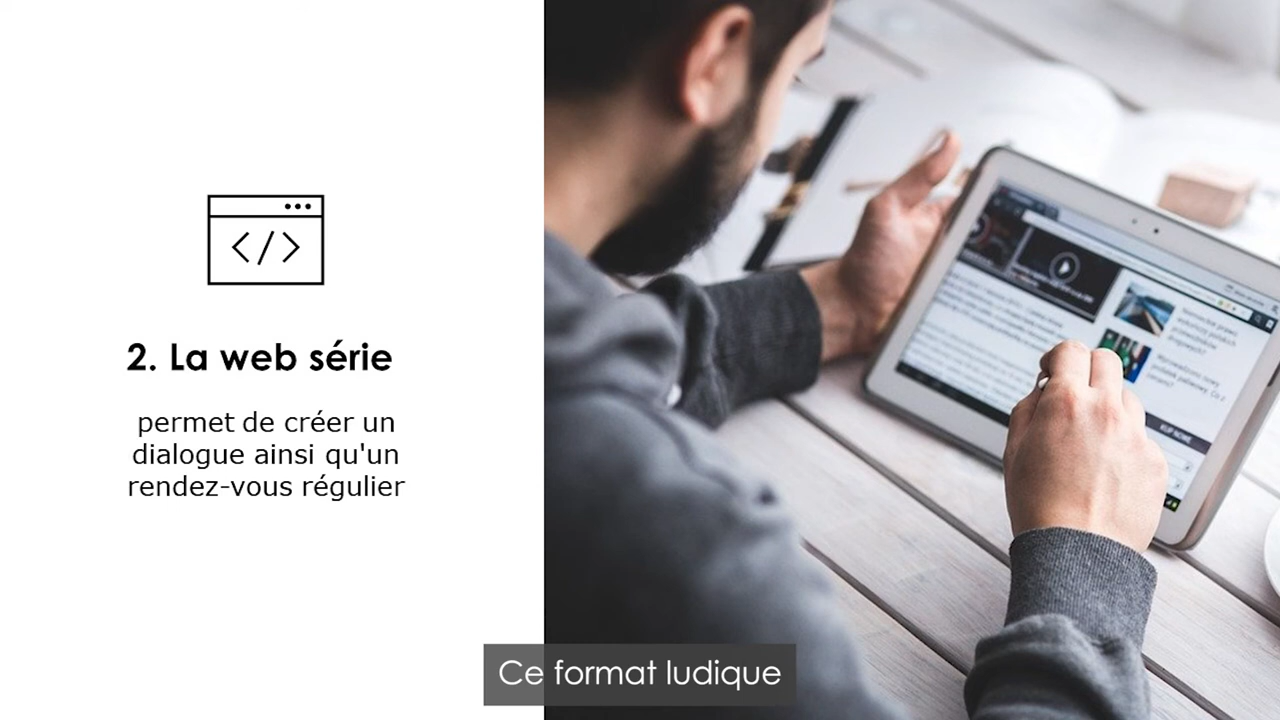 2. La web série
permet de créer un
dialogue ainsi qu'un
rendez-vous régulier
Ce format ludique